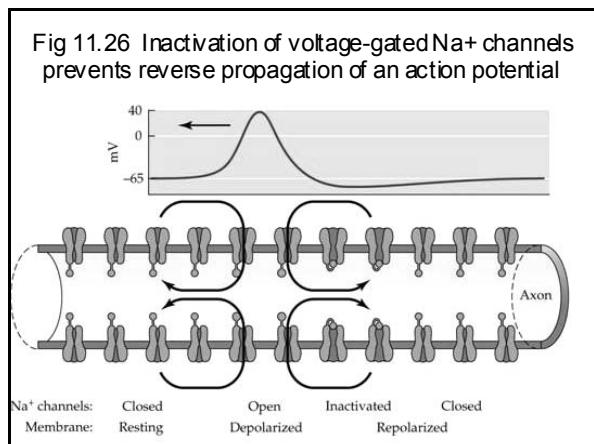 Fig 11.26 Inactivation of voltage-gated Na+ channels
prevents reverse propagation of an action potential
40
0
mV
-65
Axon
Na+ channels: Closed Open Inactivated Closed
Membrane: Resting Depolarized Repolarized